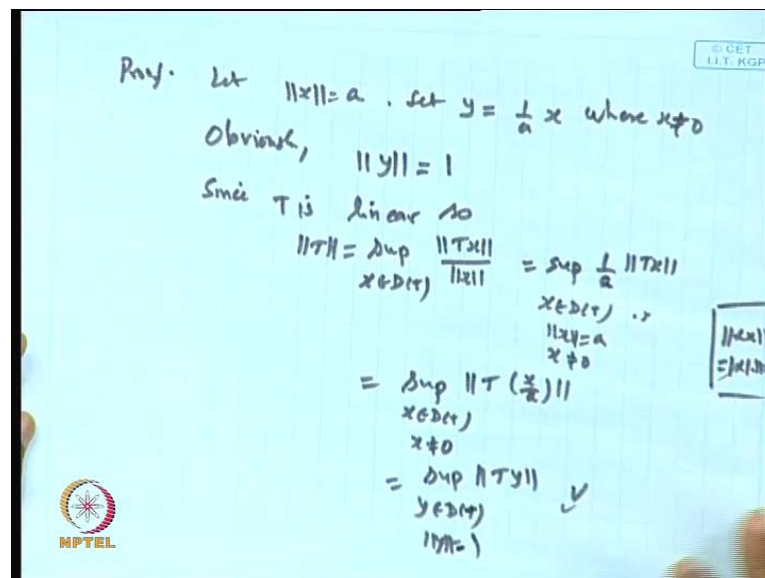 © CET
I.I.T. KGP
Proof. Let ||x|| = a . Set y = 1/a x where x≠0
Obviously, ||y|| = 1
Since T is linear so
||T|| = Sup ||Tx||/||x|| = Sup 1/a ||Tx||
x∈D(T) x∈D(T)
||x||=a
x≠0
= Sup ||T(x/a)||
x∈D(T)
x≠0
= Sup ||Ty||
y∈D(T)
||y||=1
NPTEL